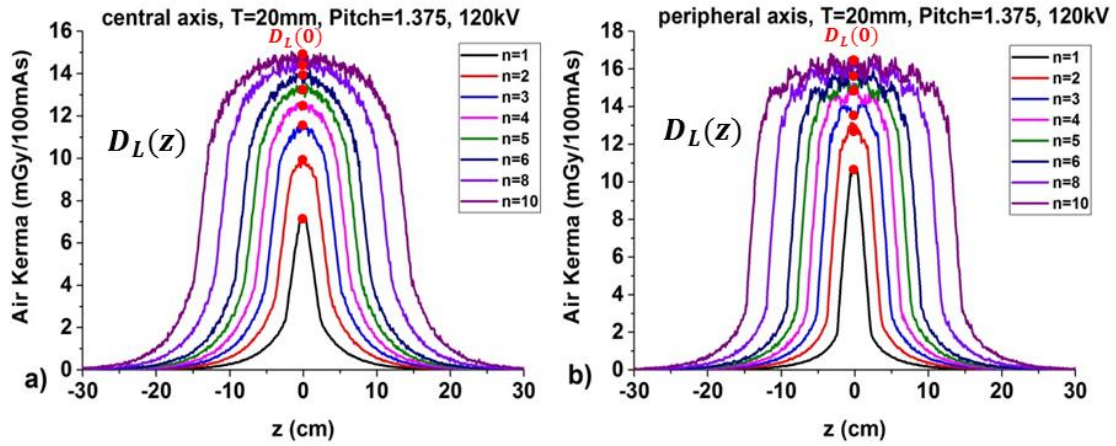 central axis, T=20mm, Pitch=1.375, 120kV
D_L(0)
D_L(z)
n=1
n=2
n=3
n=4
n=5
n=6
n=8
n=10
Air Kerma (mGy/100mAs)
16
14
12
10
8
6
4
2
0
-30
-20
-10
0
10
20
30
z (cm)
a)
peripheral axis, T=20mm, Pitch=1.375, 120kV
D_L(0)
D_L(z)
n=1
n=2
n=3
n=4
n=5
n=6
n=8
n=10
Air Kerma (mGy/100mAs)
18
16
14
12
10
8
6
4
2
0
-30
-20
-10
0
10
20
30
z (cm)
b)